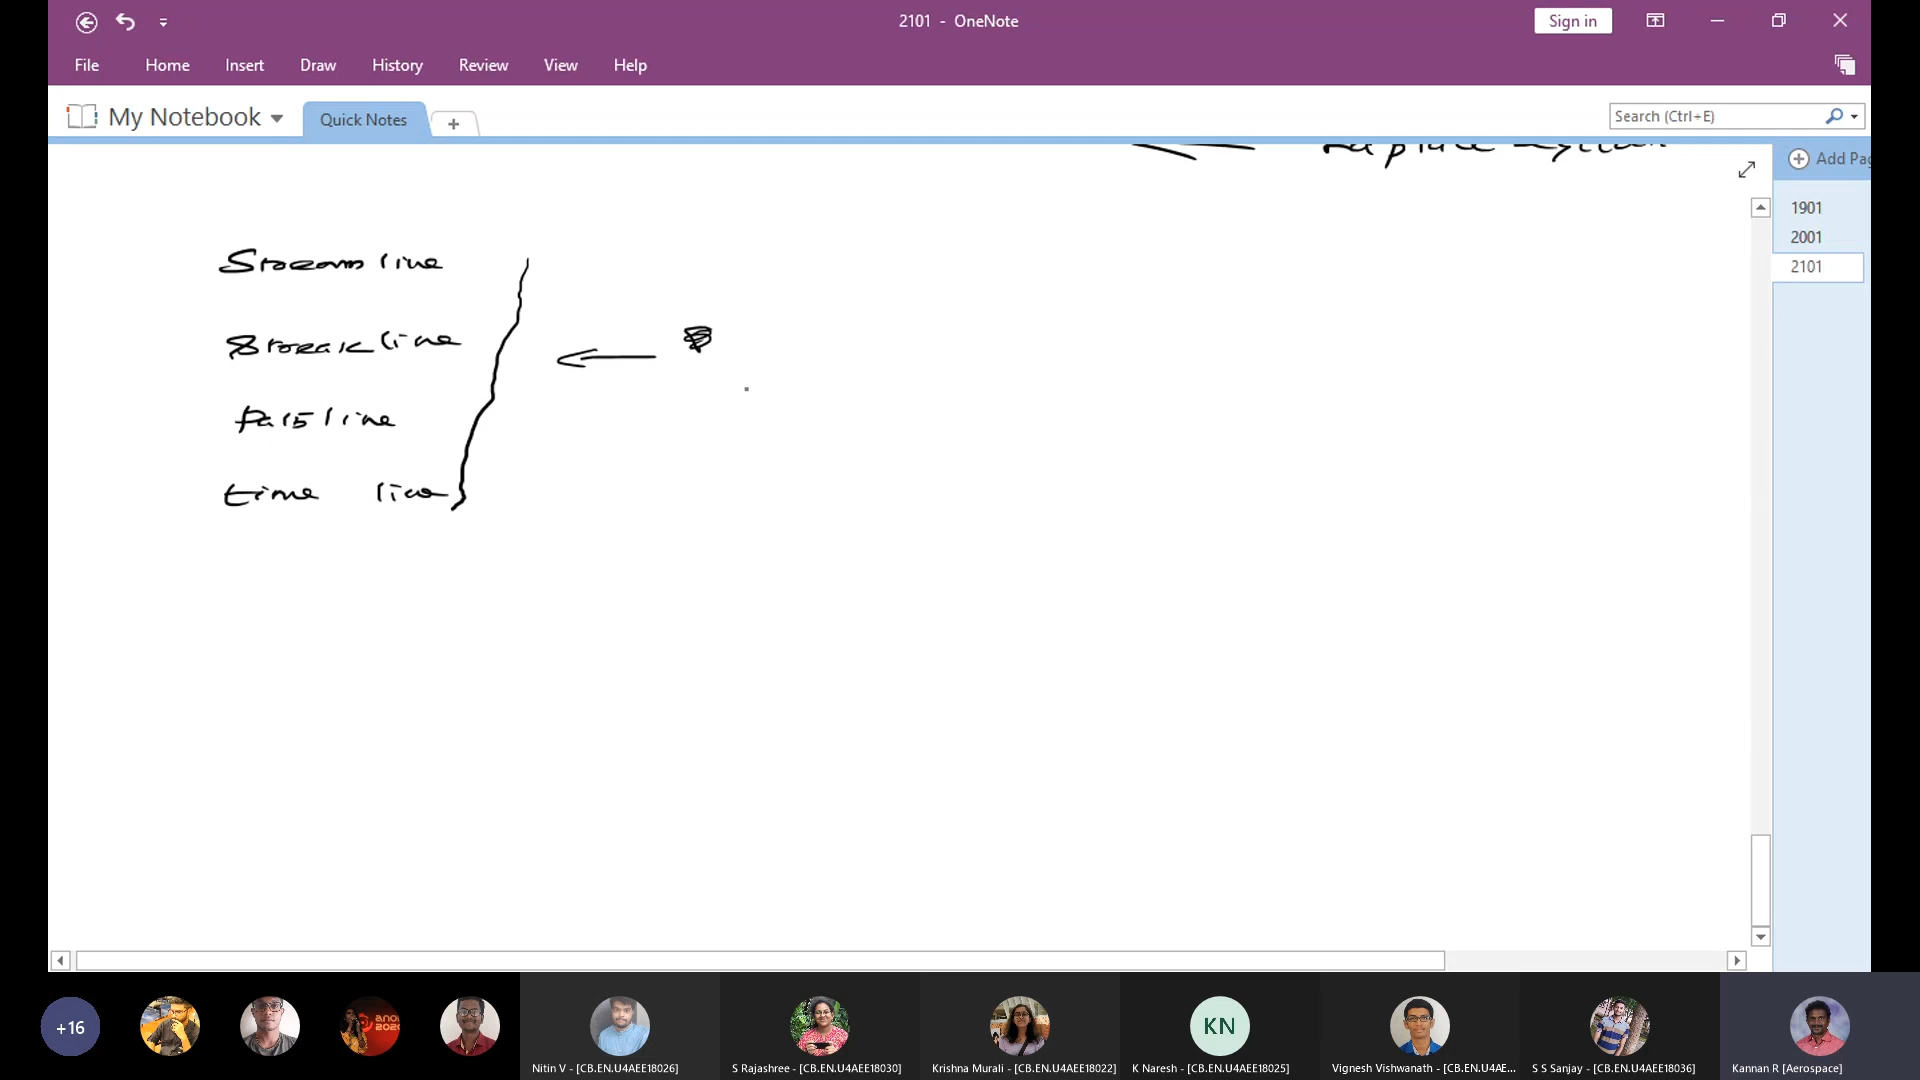 2101 - OneNote
Sign in
File Home Insert Draw History Review View Help
My Notebook
Quick Notes
Search (Ctrl+E)
Add Pag
1901
2001
2101
Stream line
Streak line
Path line
time line
+16
KN
Nitin V - [CB.EN.U4AEE18026]
S Rajashree - [CB.EN.U4AEE18030]
Krishna Murali - [CB.EN.U4AEE18022]
K Naresh - [CB.EN.U4AEE18025]
Vignesh Vishwanath - [CB.EN.U4AE...
S S Sanjay - [CB.EN.U4AEE18036]
Kannan R [Aerospace]